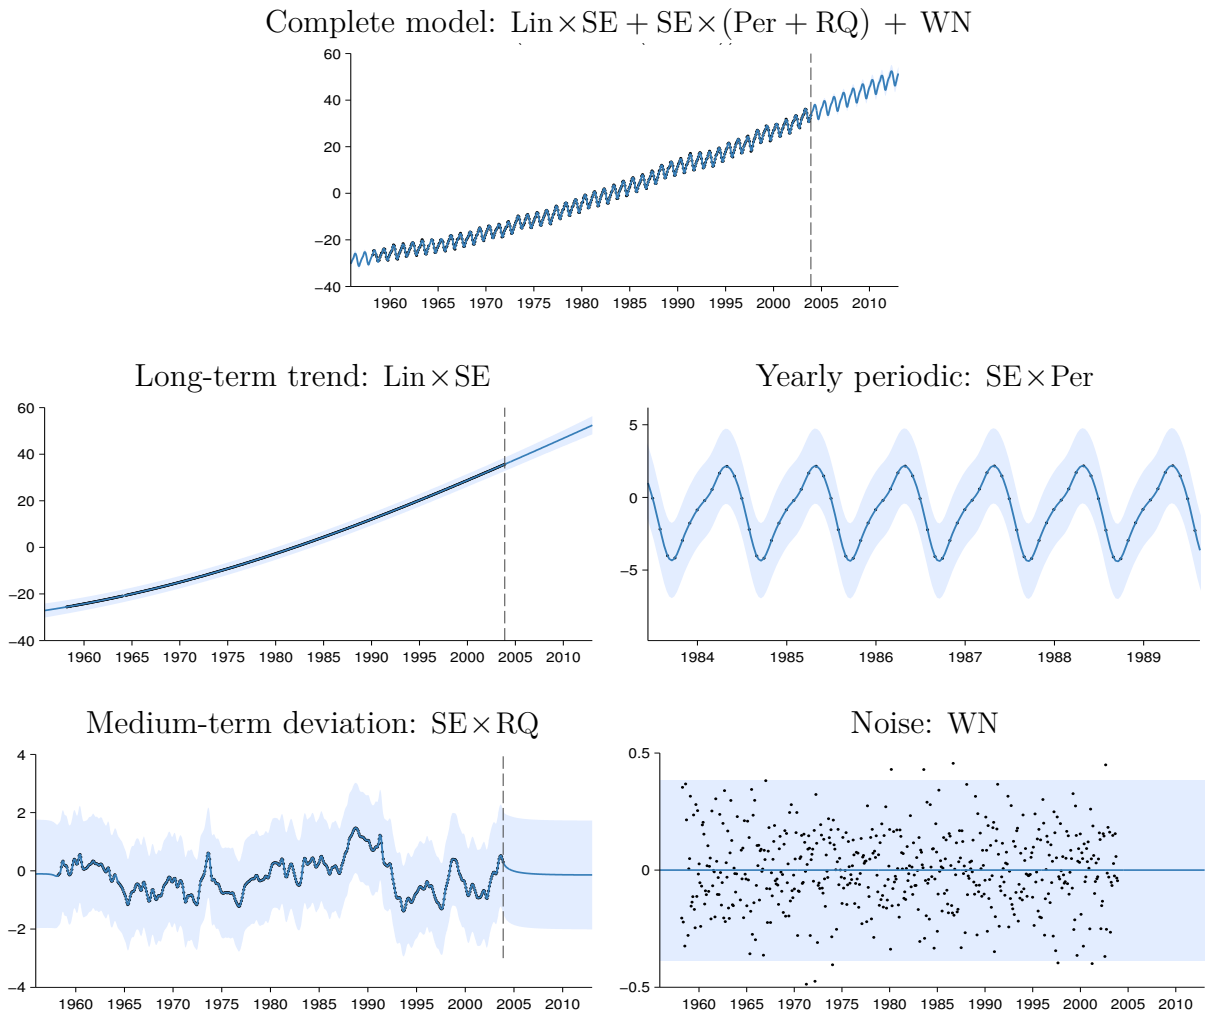 Complete model: Lin×SE + SE×(Per + RQ) + WN
60
40
20
0
−20
−40
1960 1965 1970 1975 1980 1985 1990 1995 2000 2005 2010
Long-term trend: Lin×SE
60
40
20
0
−20
−40
1960 1965 1970 1975 1980 1985 1990 1995 2000 2005 2010
Yearly periodic: SE×Per
5
0
−5
1984 1985 1986 1987 1988 1989
Medium-term deviation: SE×RQ
4
2
0
−2
−4
1960 1965 1970 1975 1980 1985 1990 1995 2000 2005 2010
Noise: WN
0.5
0
−0.5
1960 1965 1970 1975 1980 1985 1990 1995 2000 2005 2010